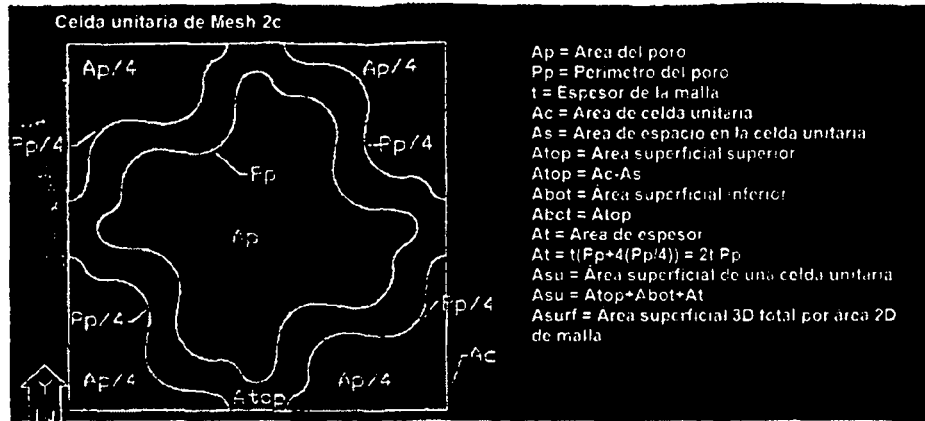 Celda unitaria de Mesh 2c
Ap/4
Ap/4
Pp/4
Pp/4
Pp
Ap
Pp/4
Pp/4
Ap/4
Ap/4
Atop
Ac
Y
Ap = Area del poro
Pp = Perimetro del poro
t = Espesor de la malla
Ac = Area de celda unitaria
As = Area de espacio en la celda unitaria
Atop = Area superficial superior
Atop = Ac-As
Abot = Área superficial inferior
Abot = Atop
At = Area de espesor
At = t(Pp+4(Pp/4)) = 2t Pp
Asu = Área superficial de una celda unitaria
Asu = Atop+Abot+At
Asurf = Area superficial 3D total por área 2D
de malla